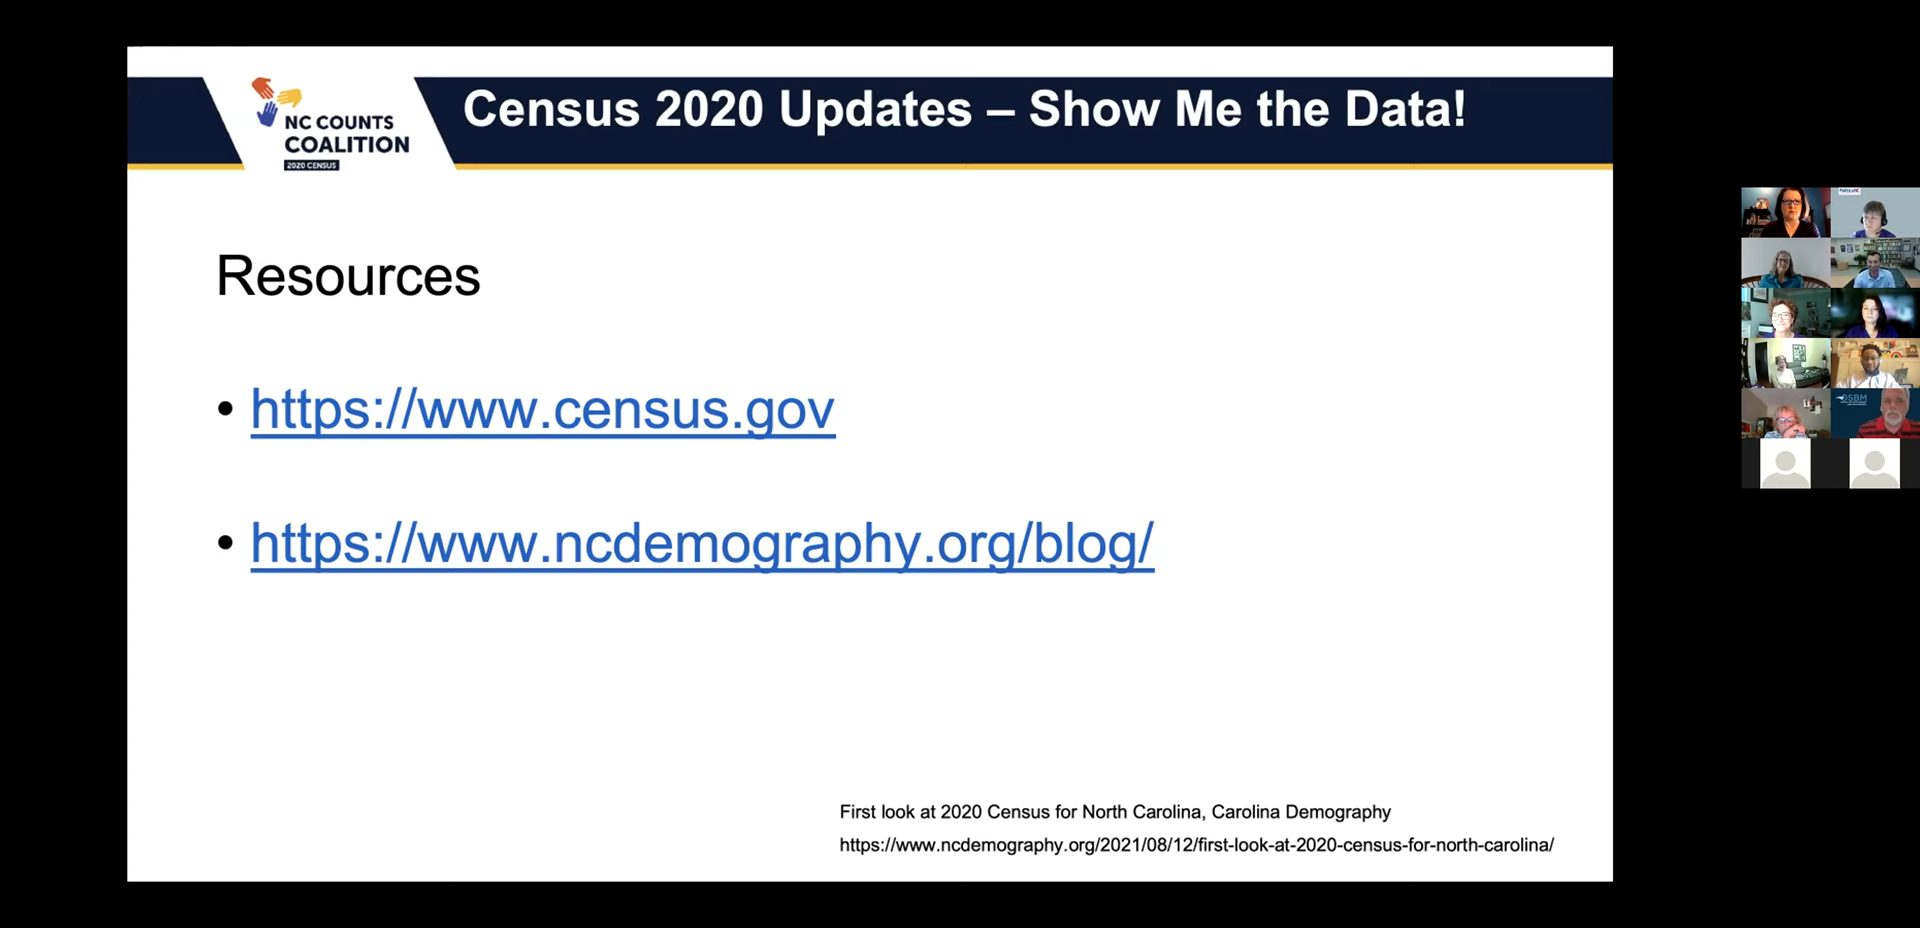 NC COUNTS
COALITION
2020 CENSUS
Census 2020 Updates – Show Me the Data!
Resources
• https://www.census.gov
• https://www.ncdemography.org/blog/
First look at 2020 Census for North Carolina, Carolina Demography
https://www.ncdemography.org/2021/08/12/first-look-at-2020-census-for-north-carolina/
OSBM